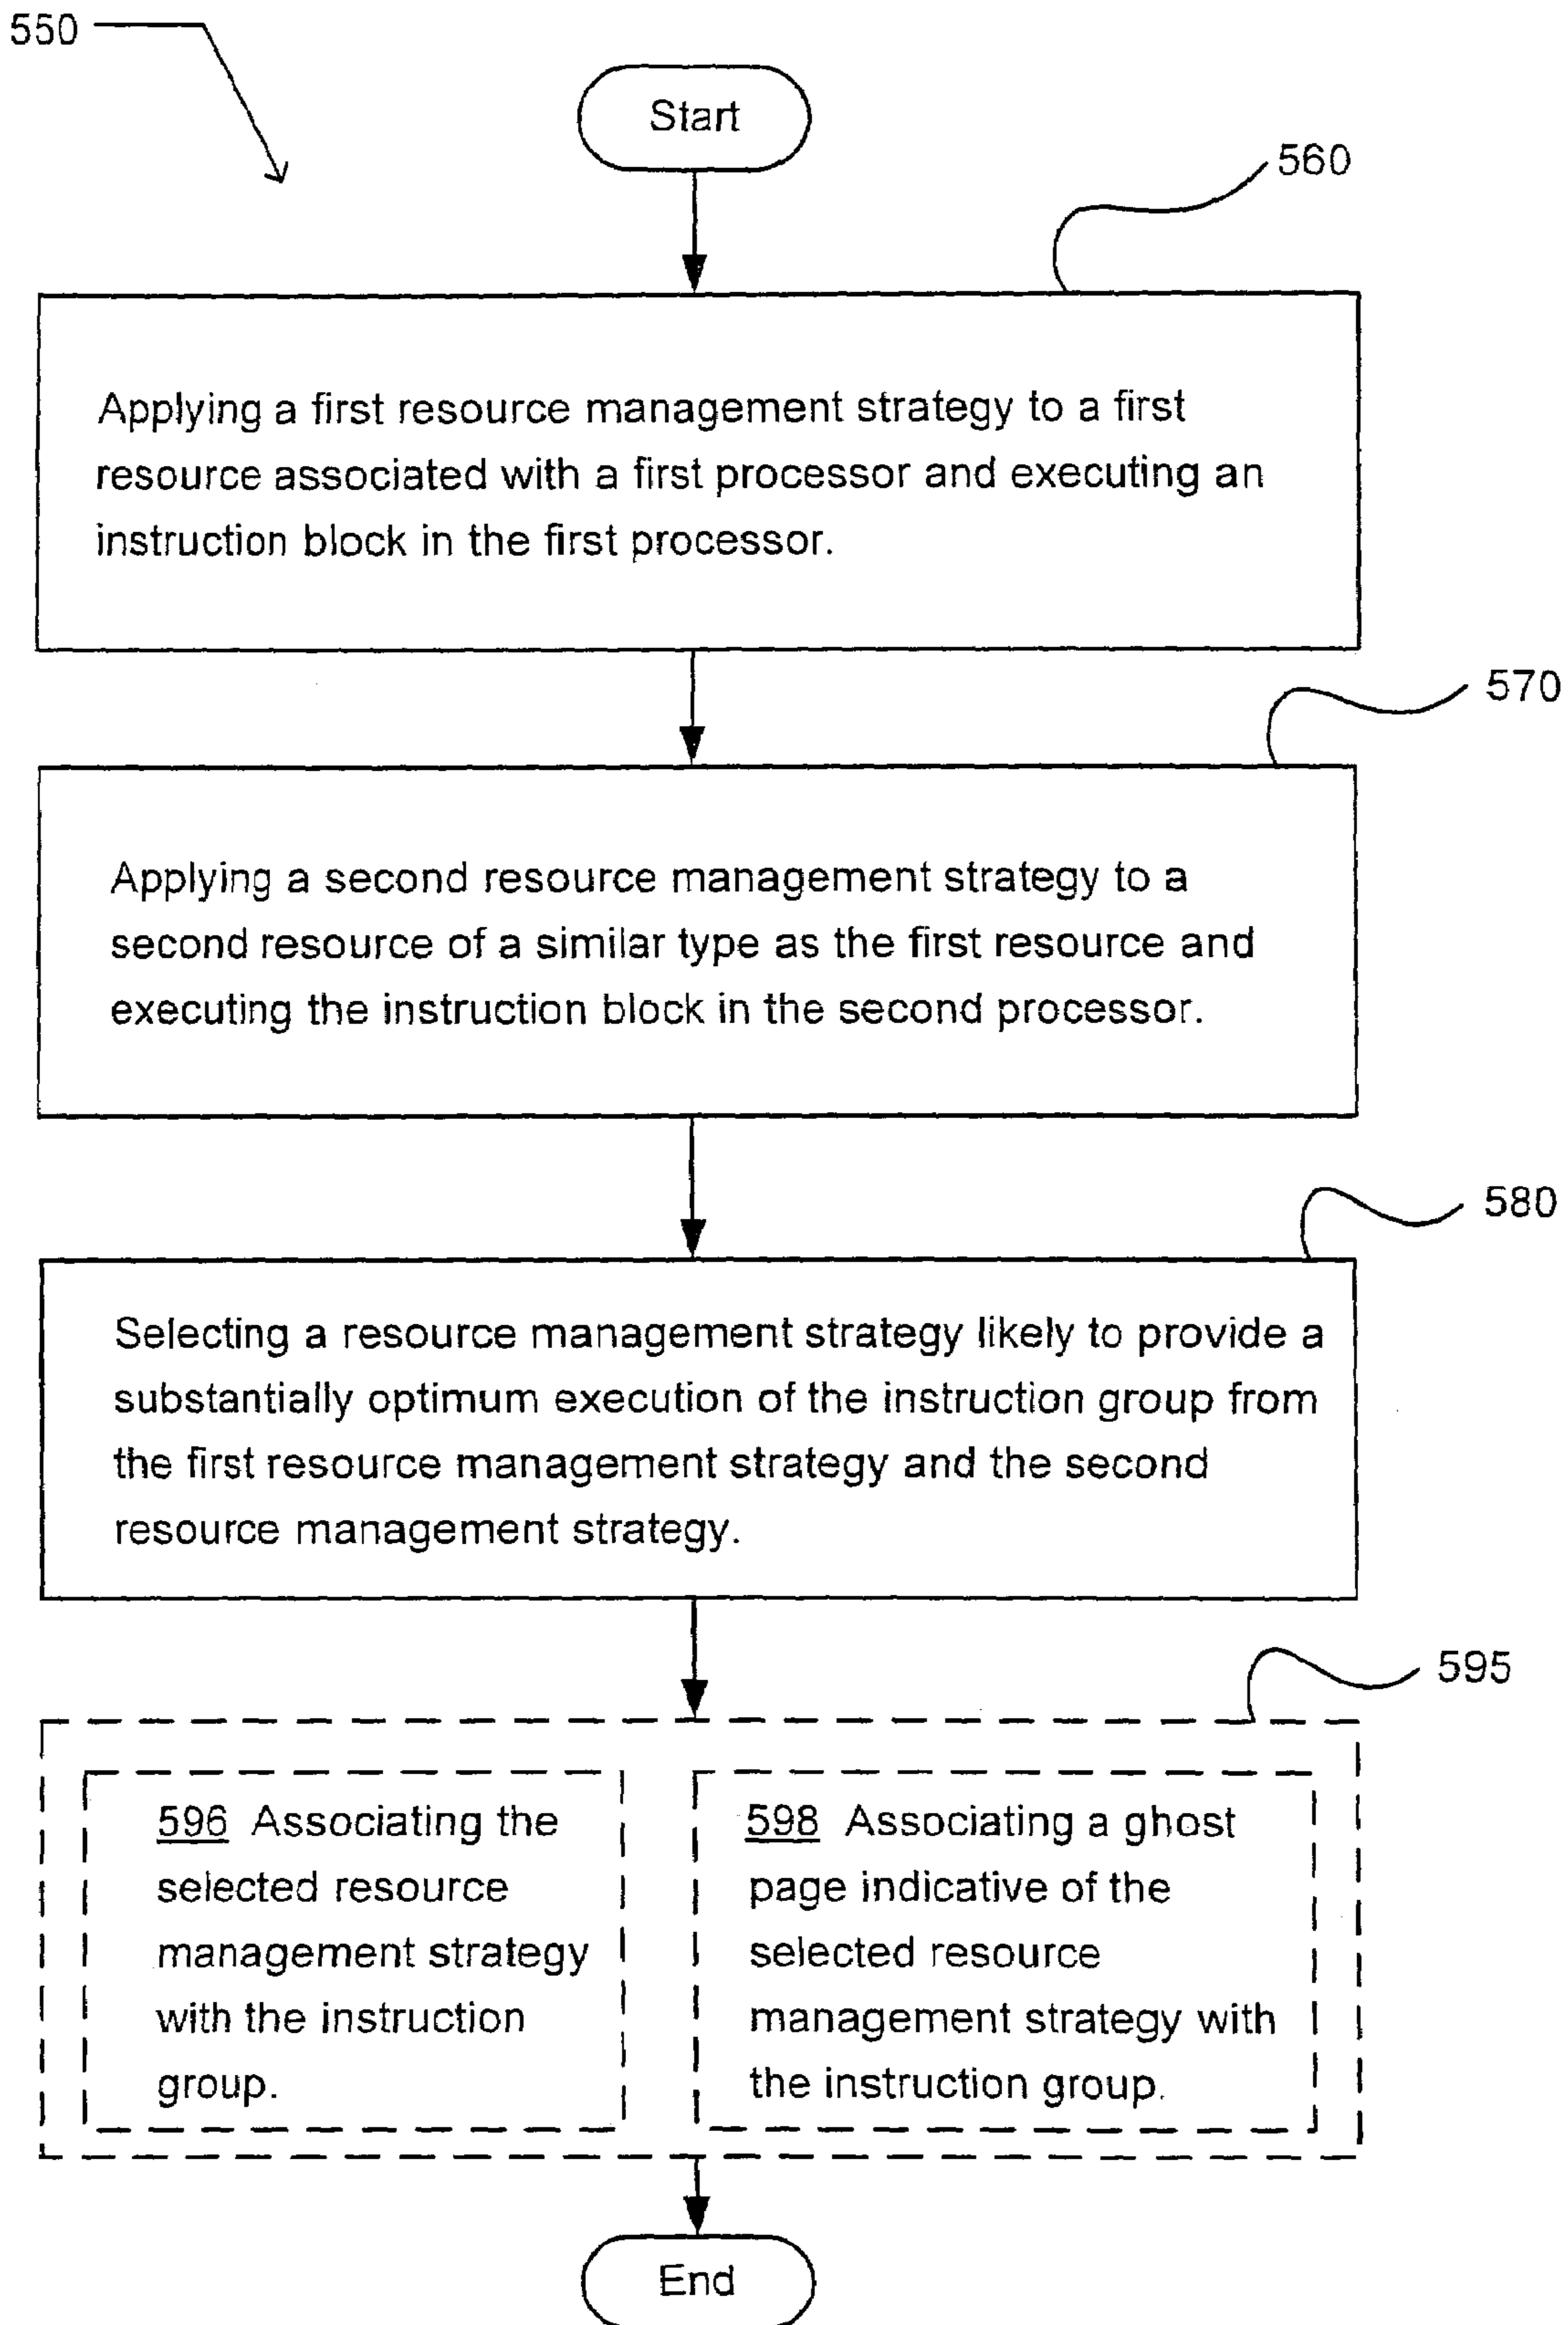 550
Start
560
Applying a first resource management strategy to a first
resource associated with a first processor and executing an
instruction block in the first processor.
570
Applying a second resource management strategy to a
second resource of a similar type as the first resource and
executing the instruction block in the second processor.
580
Selecting a resource management strategy likely to provide a
substantially optimum execution of the instruction group from
the first resource management strategy and the second
resource management strategy.
595
596 Associating the
selected resource
management strategy
with the instruction
group.
598 Associating a ghost
page indicative of the
selected resource
management strategy with
the instruction group.
End